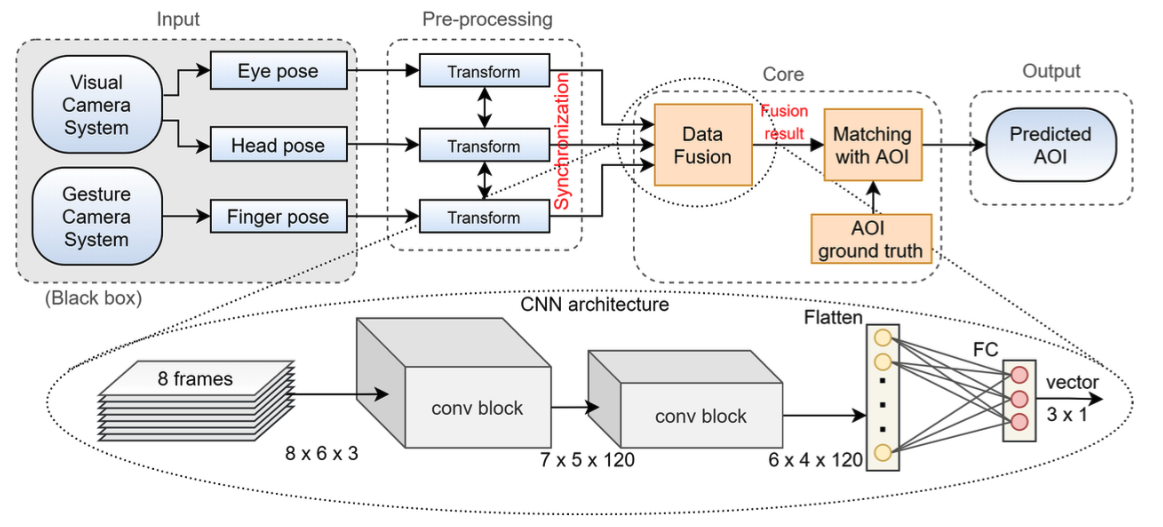 Input
Pre-processing
Core
Output
Visual
Camera
System
Eye pose
Head pose
Gesture
Camera
System
Finger pose
(Black box)
Transform
Transform
Transform
Synchronization
Data
Fusion
Fusion
result
Matching
with AOI
AOI
ground truth
Predicted
AOI
CNN architecture
8 frames
8 x 6 x 3
conv block
7 x 5 x 120
conv block
6 x 4 x 120
Flatten
FC
vector
3 x 1